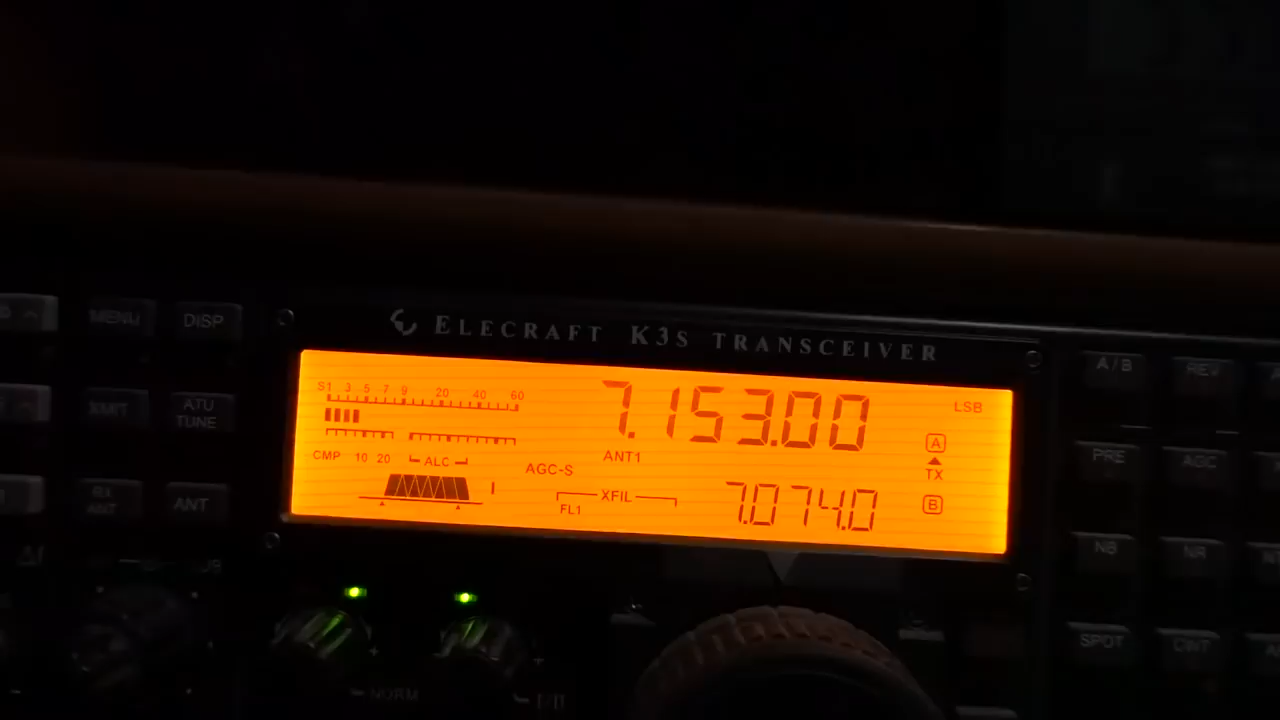 MENU DISP
ELECRAFT K3S TRANSCEIVER
A/B REV
S1 3 5 7 9 20 40 60
7.153.00
LSB
XMIT ATU TUNE
ANT1
A
TX
CMP 10 20 ALC
AGC-S
PRE AGC
XFIL
FL1
7.074.0
B
RX ANT
ANT
NB NR
SPOT CWT
NORM
I/II